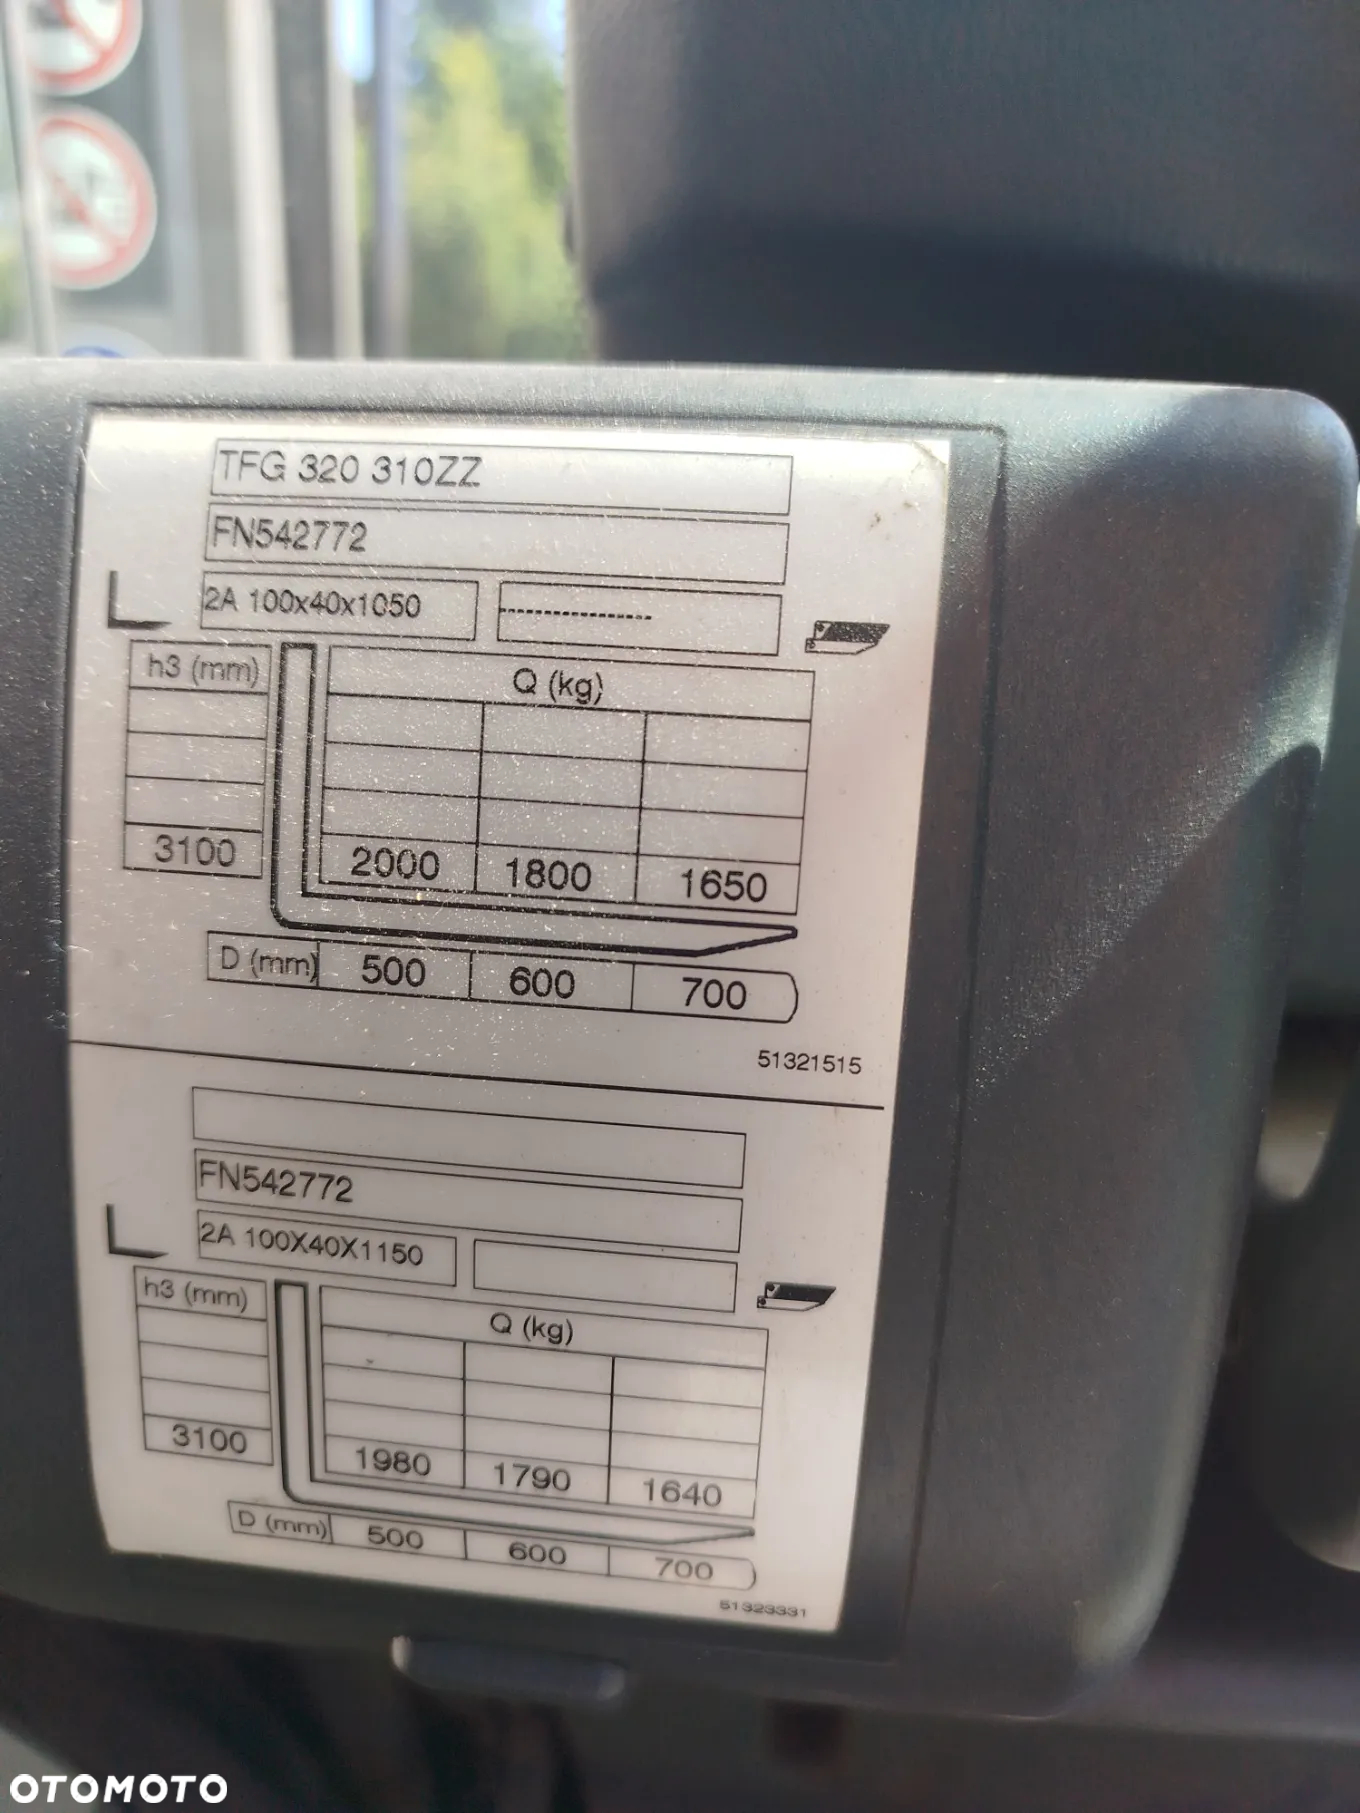 TFG 320 310ZZ
FN542772
2A 100x40x1050
h3 (mm)
Q (kg)
3100
2000
1800
1650
D (mm)
500
600
700
51321515
FN542772
2A 100X40X1150
h3 (mm)
Q (kg)
3100
1980
1790
1640
D (mm)
500
600
700
51323331
OTOMOTO